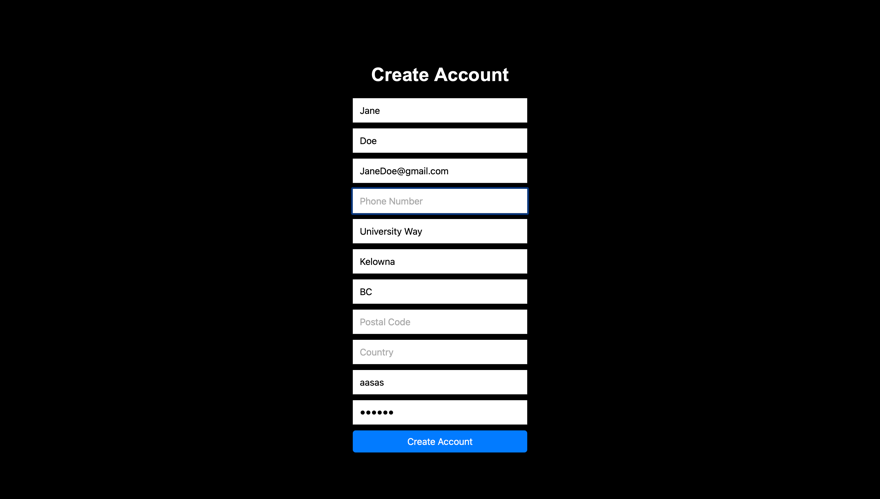 Create Account
Jane
Doe
JaneDoe@gmail.com
Phone Number
University Way
Kelowna
BC
Postal Code
Country
aasas
••••••
Create Account